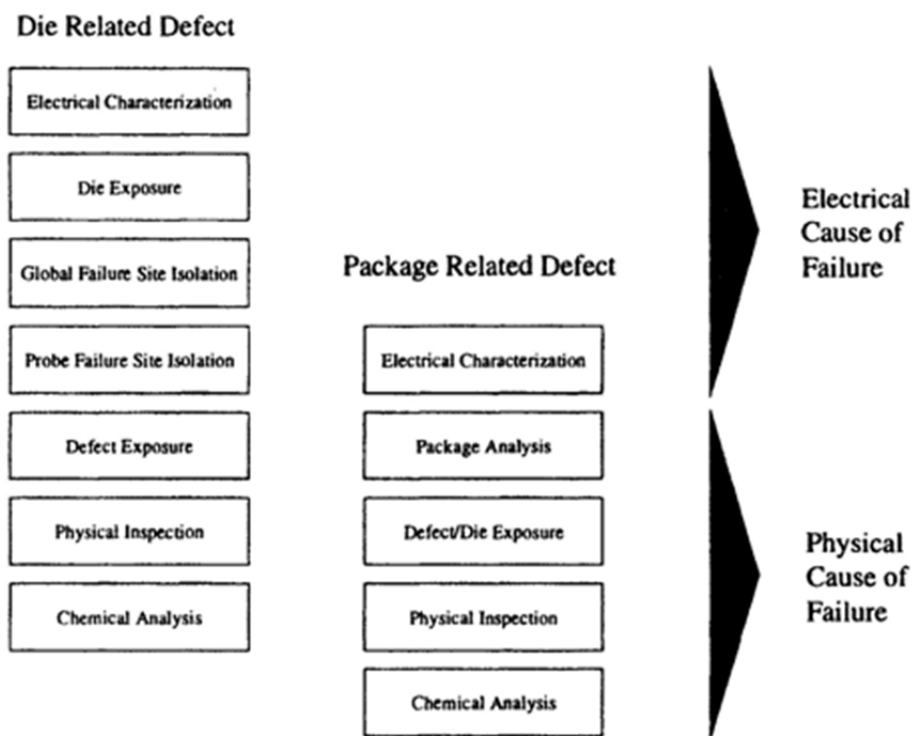 Die Related Defect
Electrical Characterization
Die Exposure
Global Failure Site Isolation
Probe Failure Site Isolation
Defect Exposure
Physical Inspection
Chemical Analysis
Package Related Defect
Electrical Characterization
Package Analysis
Defect/Die Exposure
Physical Inspection
Chemical Analysis
Electrical
Cause of
Failure
Physical
Cause of
Failure